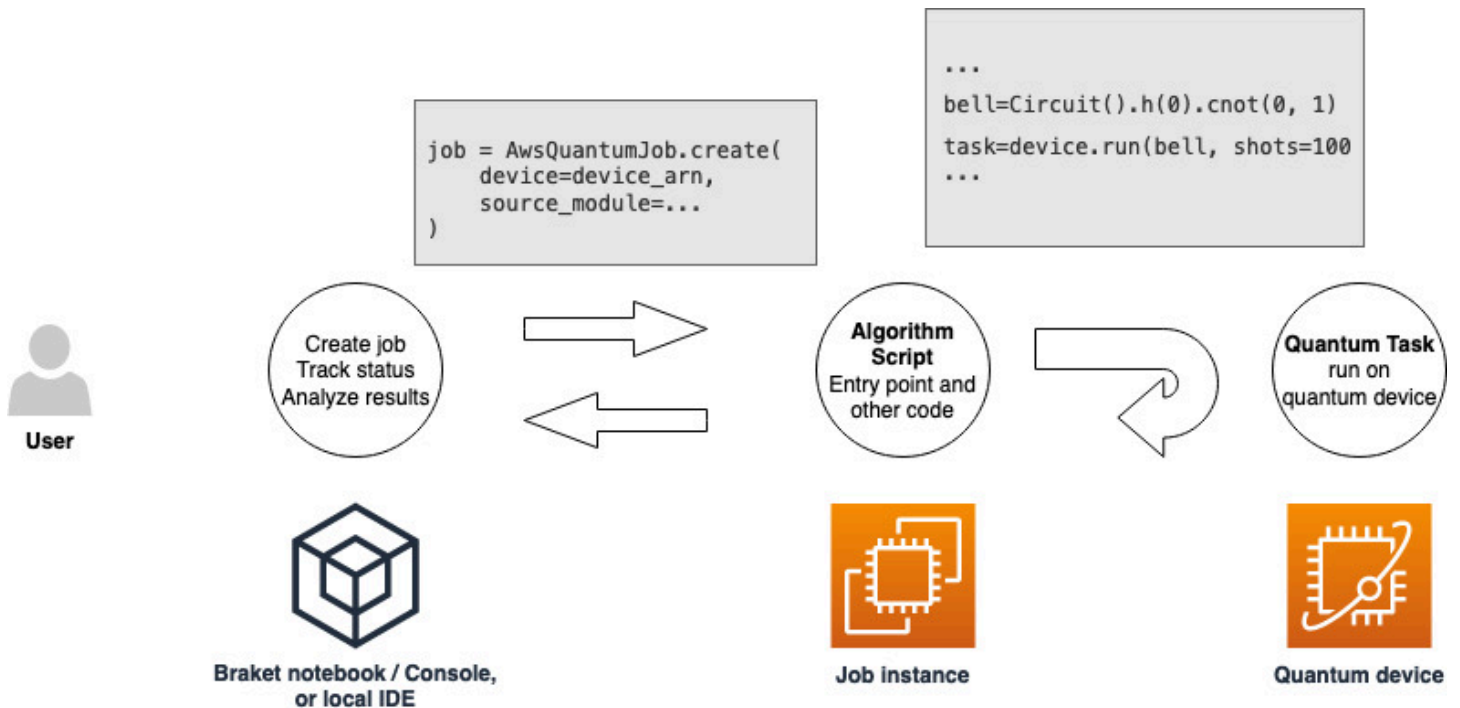 ...
bell=Circuit().h(0).cnot(0, 1)
task=device.run(bell, shots=100
...
job = AwsQuantumJob.create(
    device=device_arn,
    source_module=...
)
User
Create job
Track status
Analyze results
Algorithm
Script
Entry point and
other code
Quantum Task
run on
quantum device
Braket notebook / Console,
or local IDE
Job instance
Quantum device